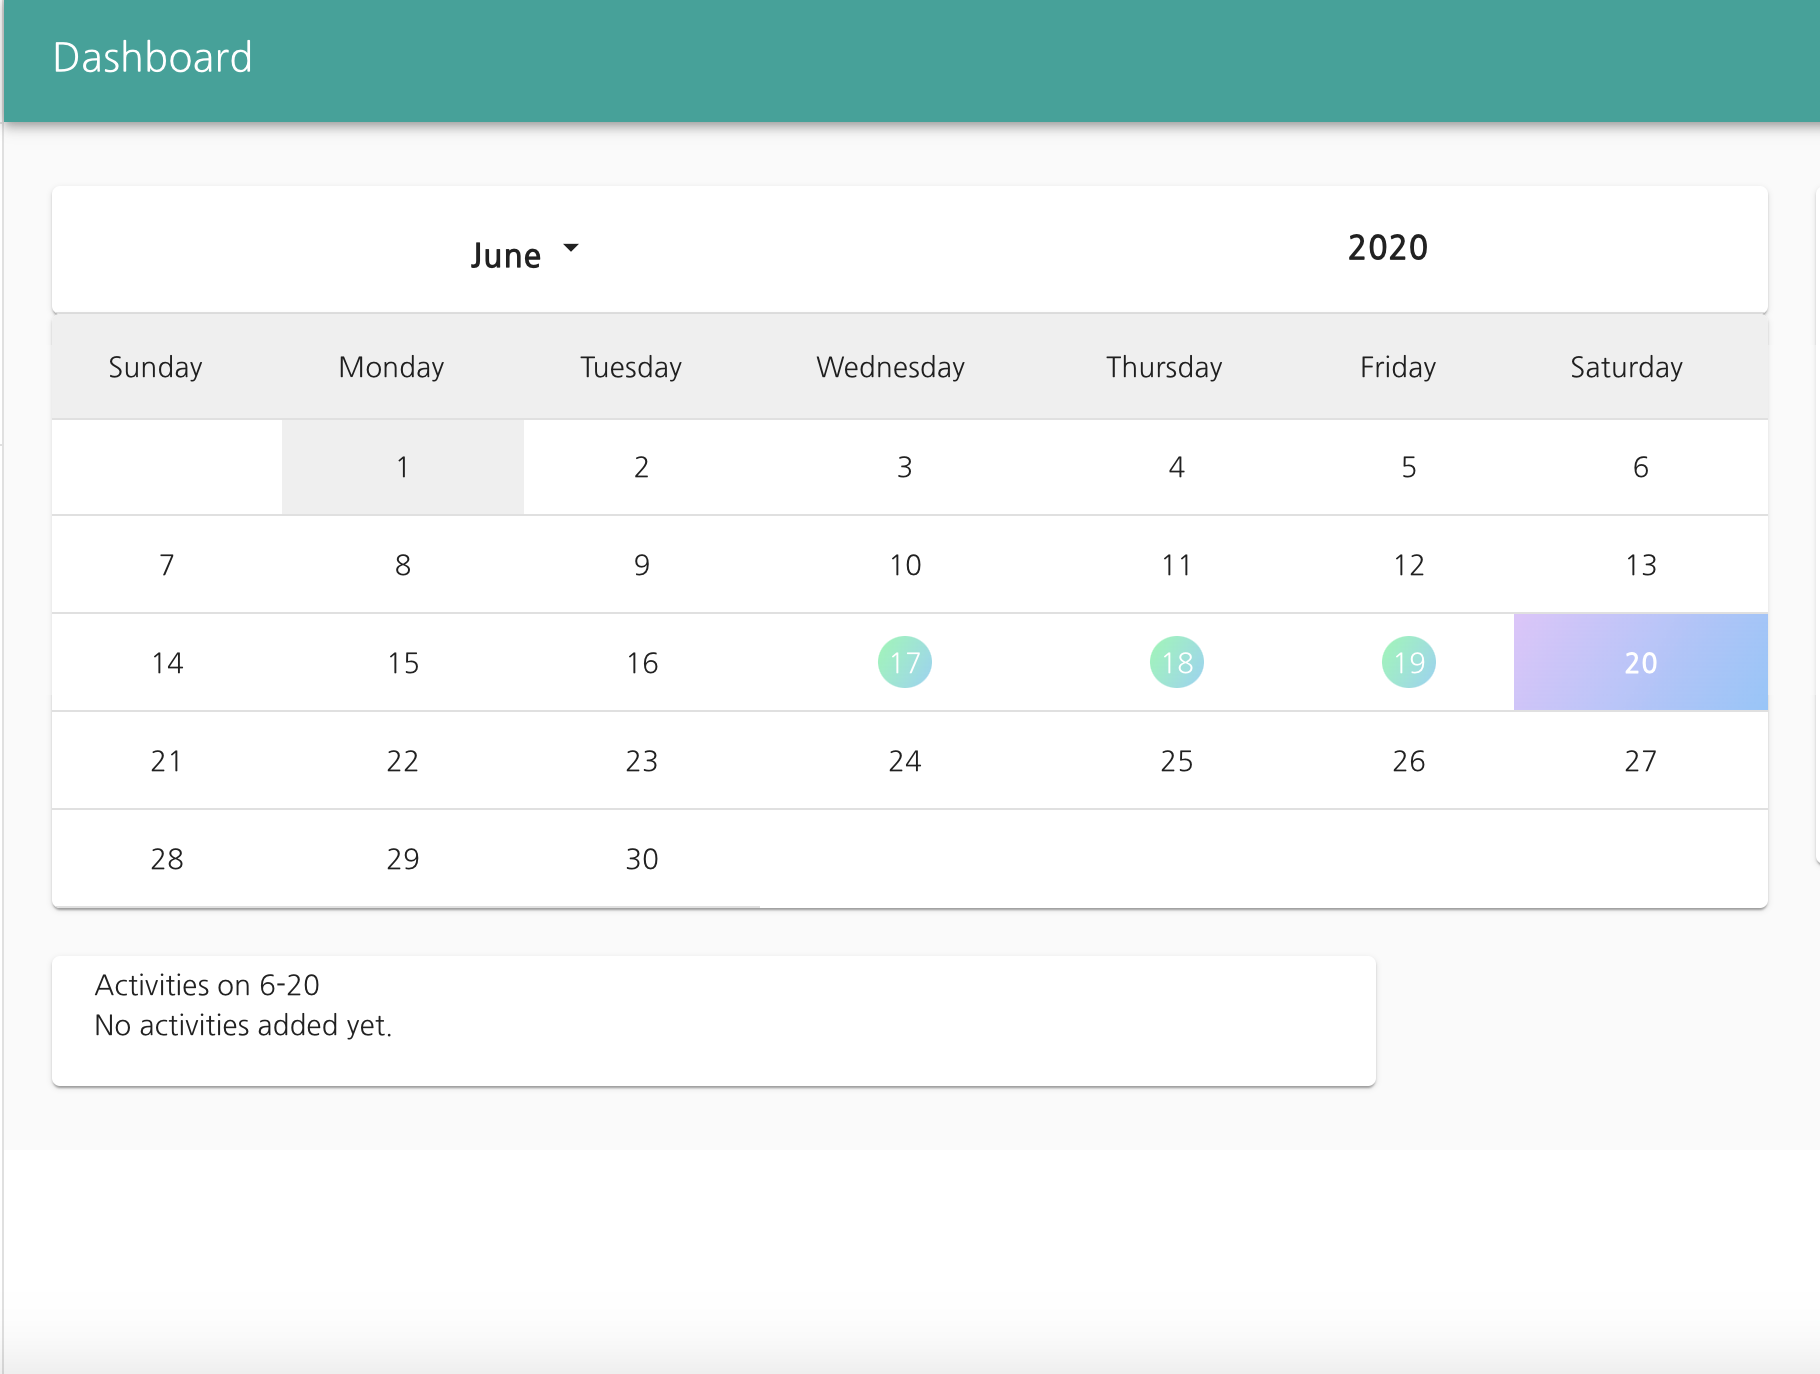 Dashboard
June 2020
Sunday Monday Tuesday Wednesday Thursday Friday Saturday
1 2 3 4 5 6
7 8 9 10 11 12 13
14 15 16 17 18 19 20
21 22 23 24 25 26 27
28 29 30
Activities on 6-20
No activities added yet.